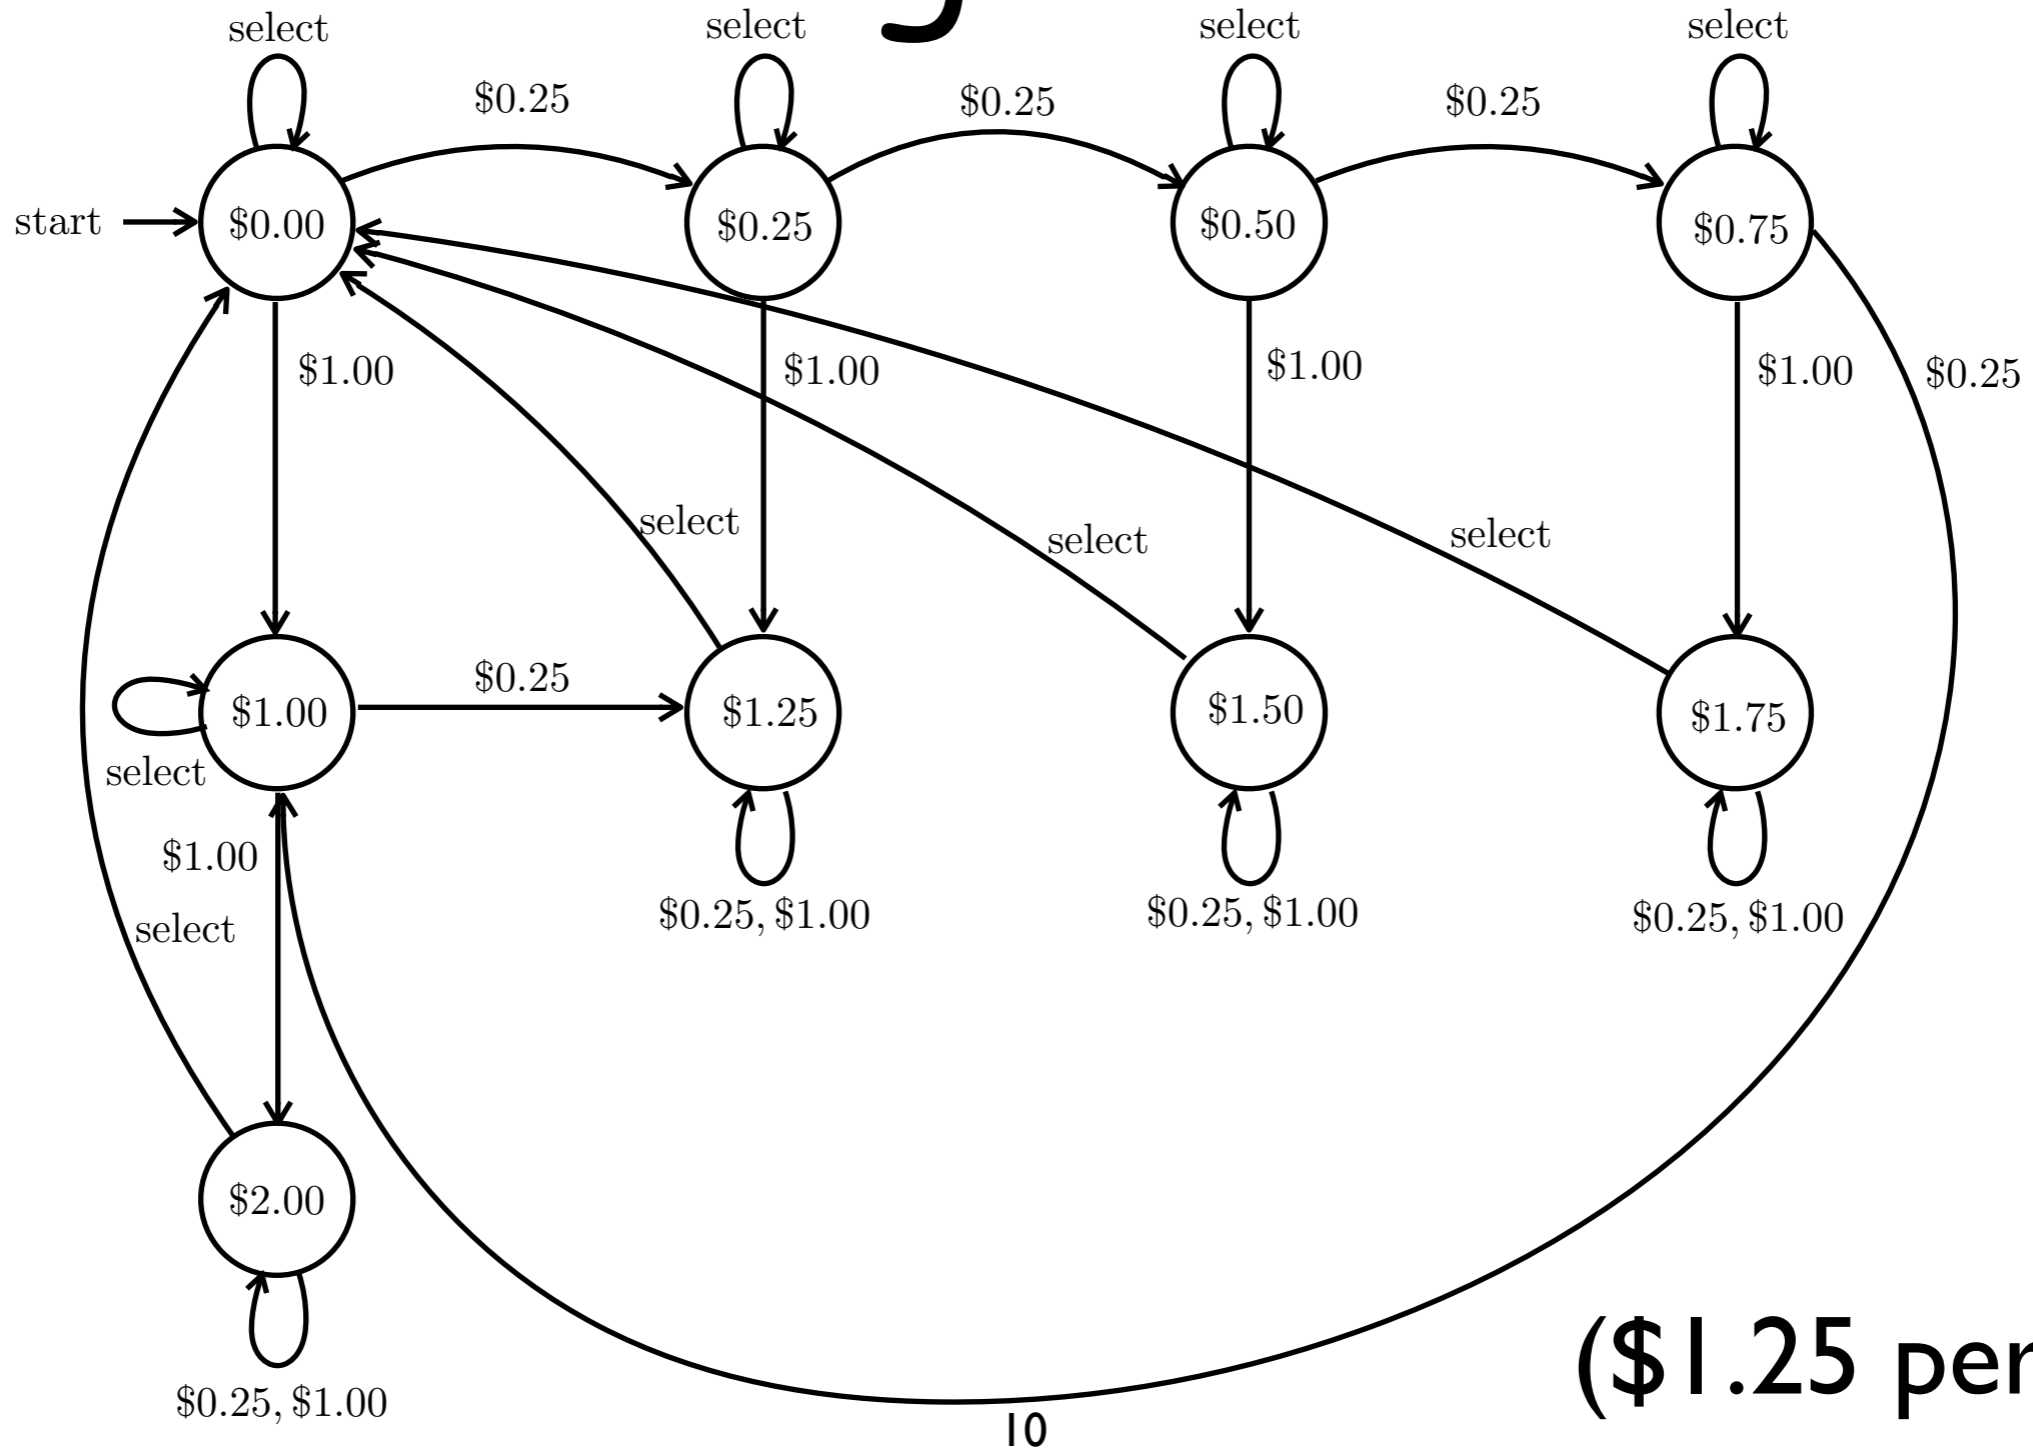 select select select select
$0.25 $0.25 $0.25
start $0.00 $0.25 $0.50 $0.75
$1.00 $1.00 $1.00 $1.00 $0.25
select select select
$0.25
$1.00 $1.25 $1.50 $1.75
select
$1.00
$0.25, $1.00 $0.25, $1.00 $0.25, $1.00
select
$2.00
($1.25 per
$0.25, $1.00
10